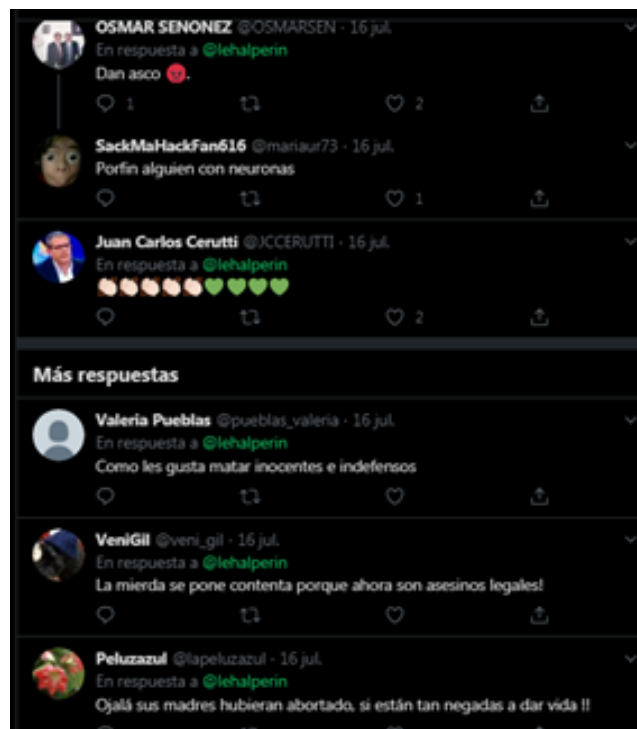 OSMAR SENONEZ @OSMARSEN · 16 jul.
En respuesta a @lehalperin
Dan asco 😡.
1 2
SackMaHackFan616 @mariaur73 · 16 jul.
Porfin alguien con neuronas
1
Juan Carlos Cerutti @JCCERUTTI · 16 jul.
En respuesta a @lehalperin
👏🏻👏🏻👏🏻👏🏻👏🏻💚💚💚💚
2
Más respuestas
Valeria Pueblas @pueblas_valeria · 16 jul.
En respuesta a @lehalperin
Como les gusta matar inocentes e indefensos
VeniGil @veni_gil · 16 jul.
En respuesta a @lehalperin
La mierda se pone contenta porque ahora son asesinos legales!
Peluzazul @lapeluzazul · 16 jul.
En respuesta a @lehalperin
Ojalá sus madres hubieran abortado, si están tan negadas a dar vida !!